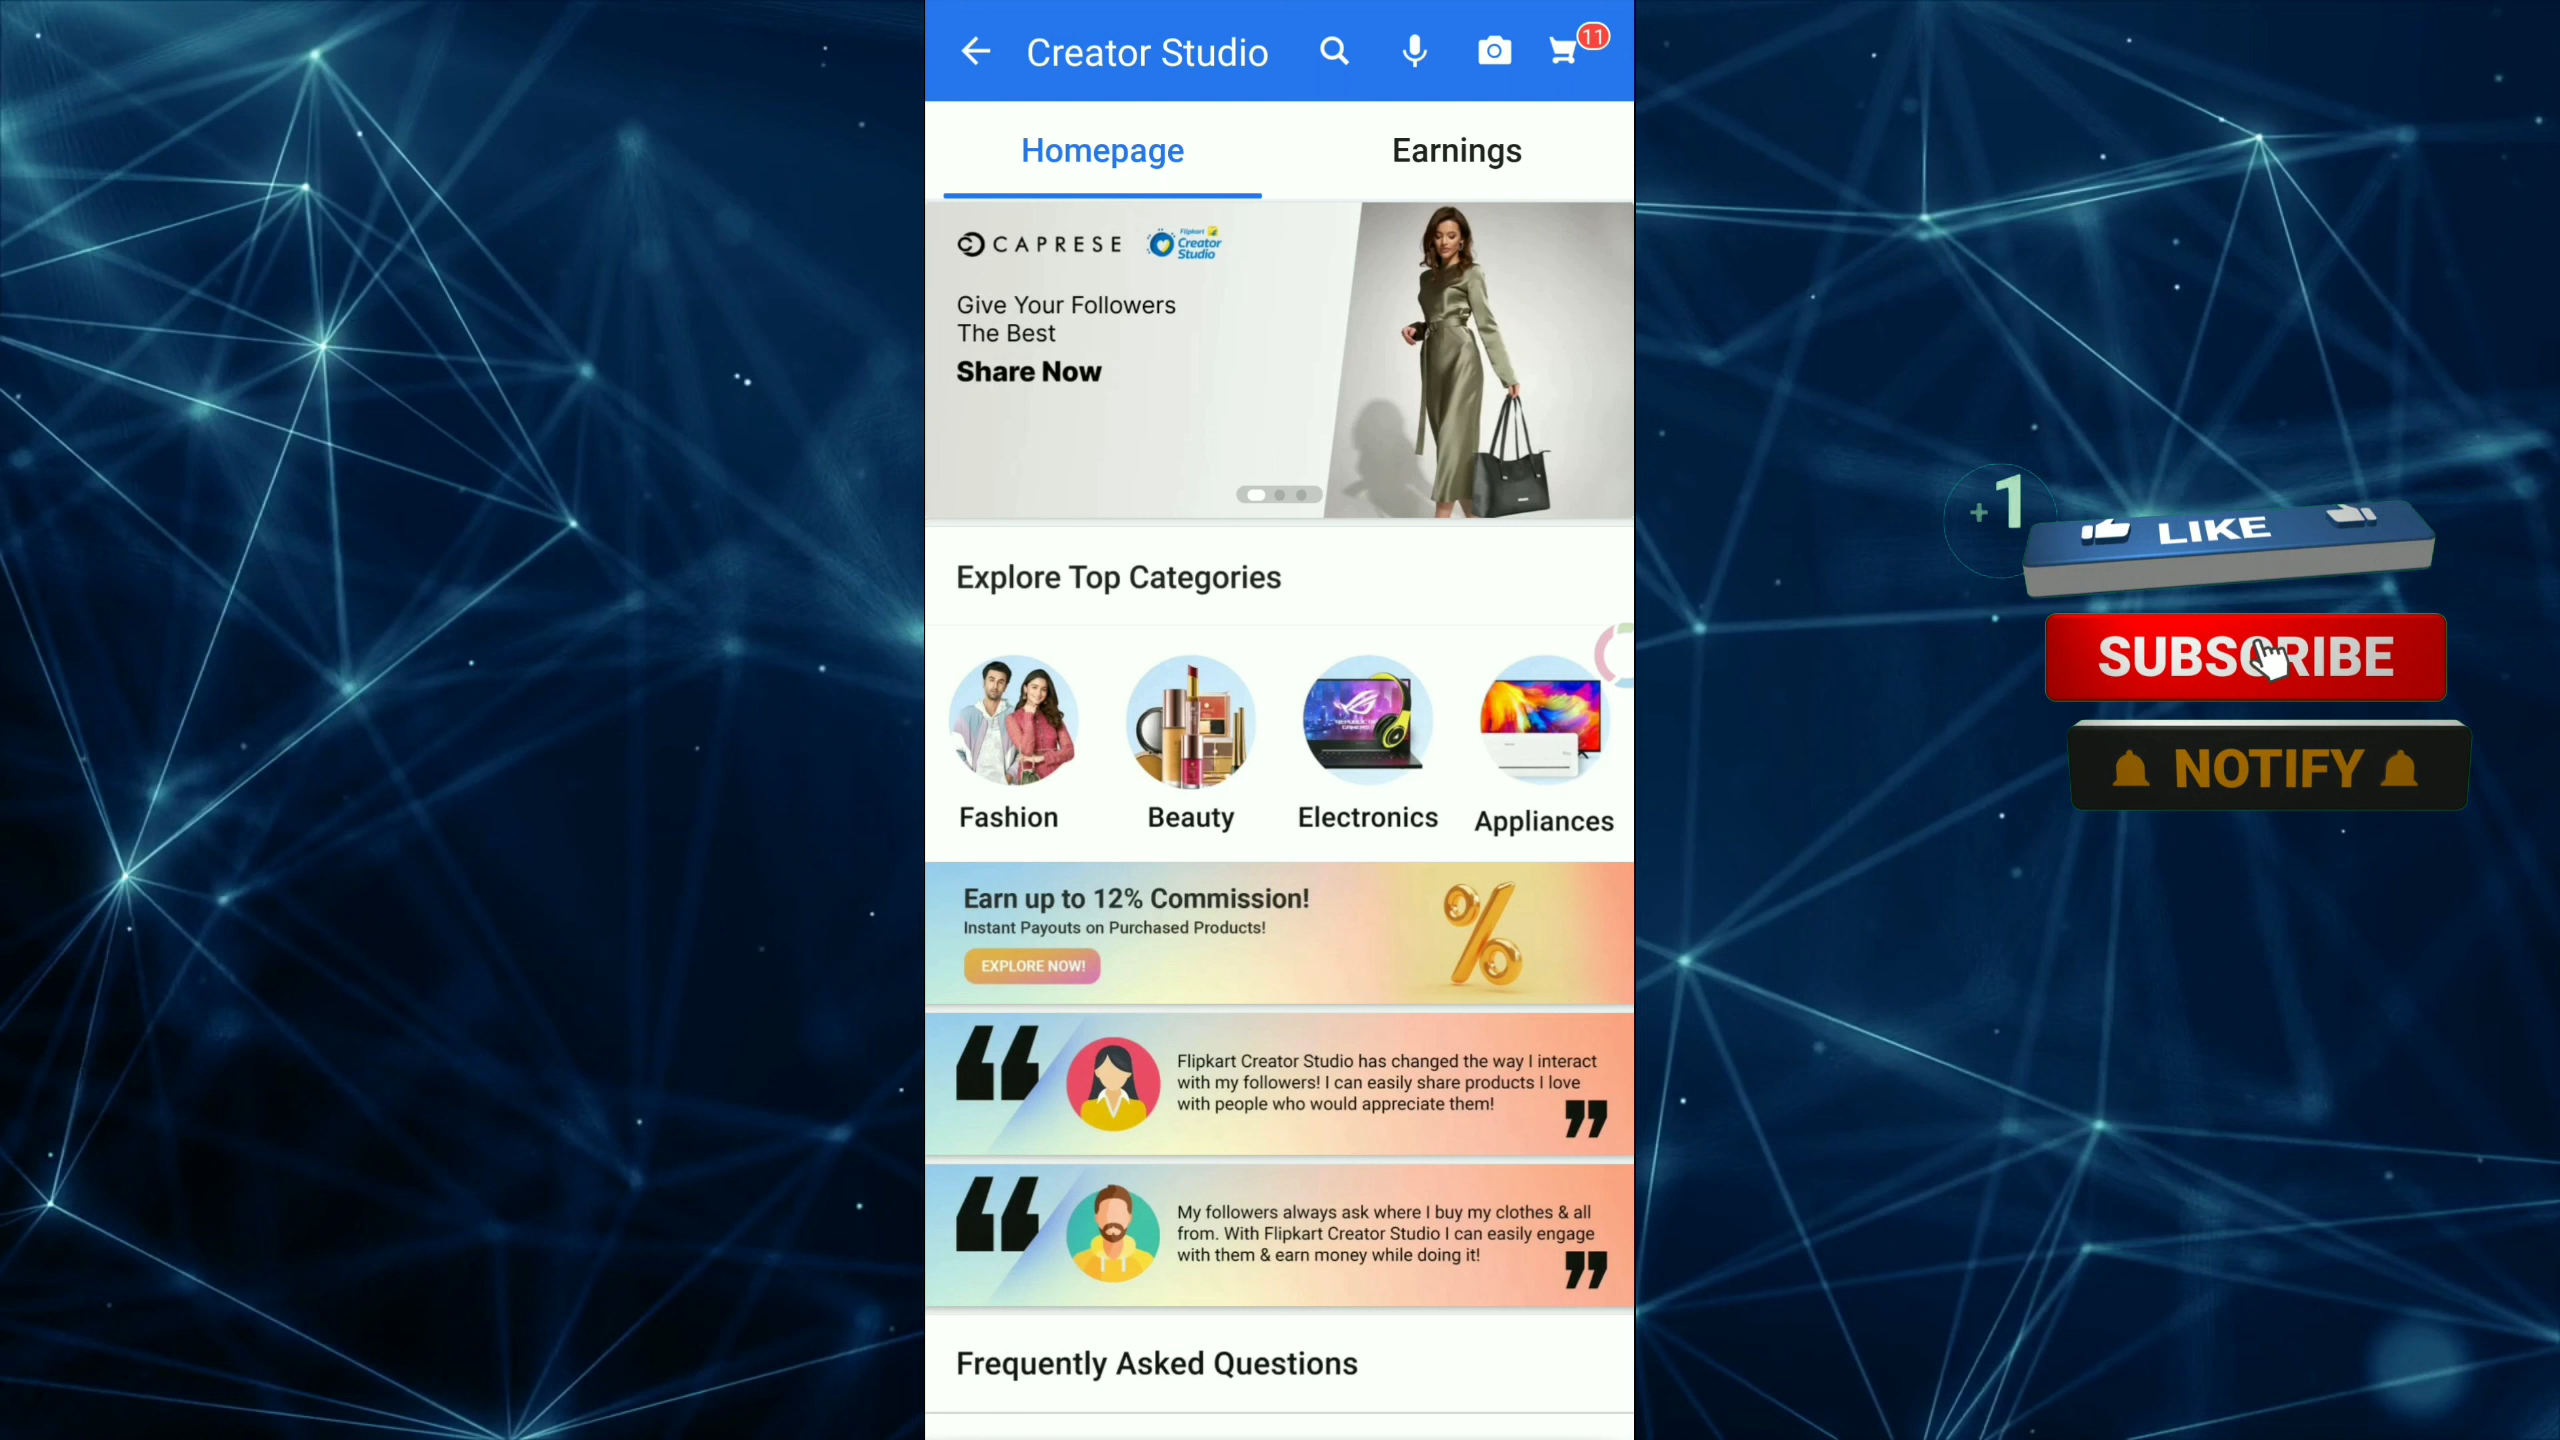 Creator Studio
11
Homepage
Earnings
CAPRESE
Flipkart
Creator
Studio
Give Your Followers
The Best
Share Now
Explore Top Categories
Fashion
Beauty
Electronics
Appliances
Earn up to 12% Commission!
Instant Payouts on Purchased Products!
EXPLORE NOW!
Flipkart Creator Studio has changed the way I interact
with my followers! I can easily share products I love
with people who would appreciate them!
My followers always ask where I buy my clothes & all
from. With Flipkart Creator Studio I can easily engage
with them & earn money while doing it!
Frequently Asked Questions
+1
LIKE
SUBSCRIBE
NOTIFY